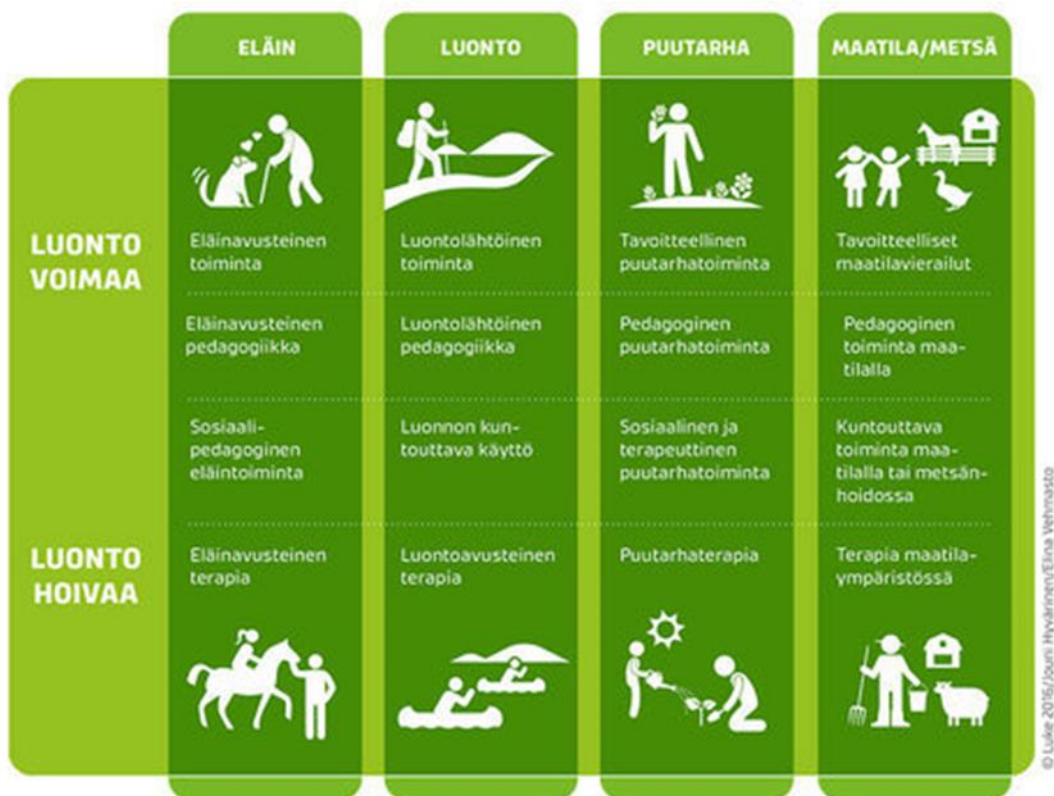 ELÄIN
LUONTO
PUUTARHA
MAATILA/METSÄ
LUONTO
VOIMAA
Eläinavusteinen
toiminta
Luontolähtöinen
toiminta
Tavoitteellinen
puutarhatoiminta
Tavoitteelliset
maatilavierailut
Eläinavusteinen
pedagogiikka
Luontolähtöinen
pedagogiikka
Pedagoginen
puutarhatoiminta
Pedagoginen
toiminta maa-
tilalla
Sosiaali-
pedagoginen
eläintoiminta
Luonnon kun-
touttava käyttö
Sosiaalinen ja
terapeuttinen
puutarhatoiminta
Kuntouttava
toiminta maa-
tilalla tai metsän-
hoidossa
LUONTO
HOIVAA
Eläinavusteinen
terapia
Luontoavusteinen
terapia
Puutarhaterapia
Terapia maatila-
ympäristössä
© Luke 2016/Jouni Hyvärinen/Elina Vehmasto